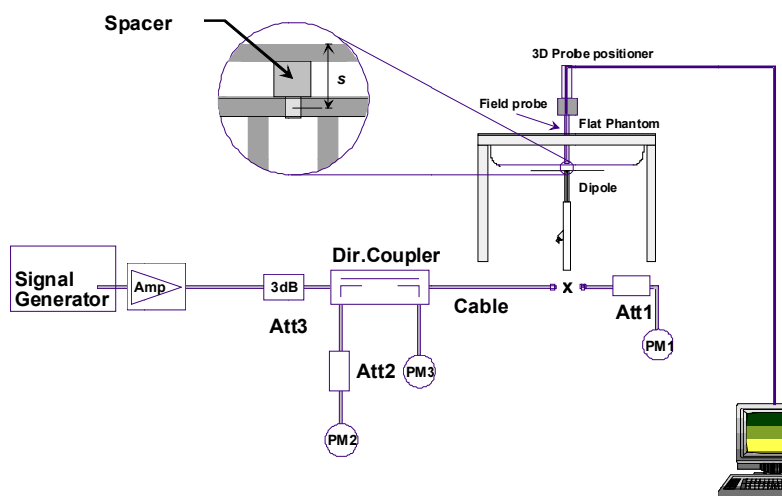 Spacer
s
3D Probe positioner
Field probe
Flat Phantom
Dipole
Signal
Generator
Amp
3dB
Att3
Dir.Coupler
Cable
x
Att1
PM1
Att2
PM3
PM2